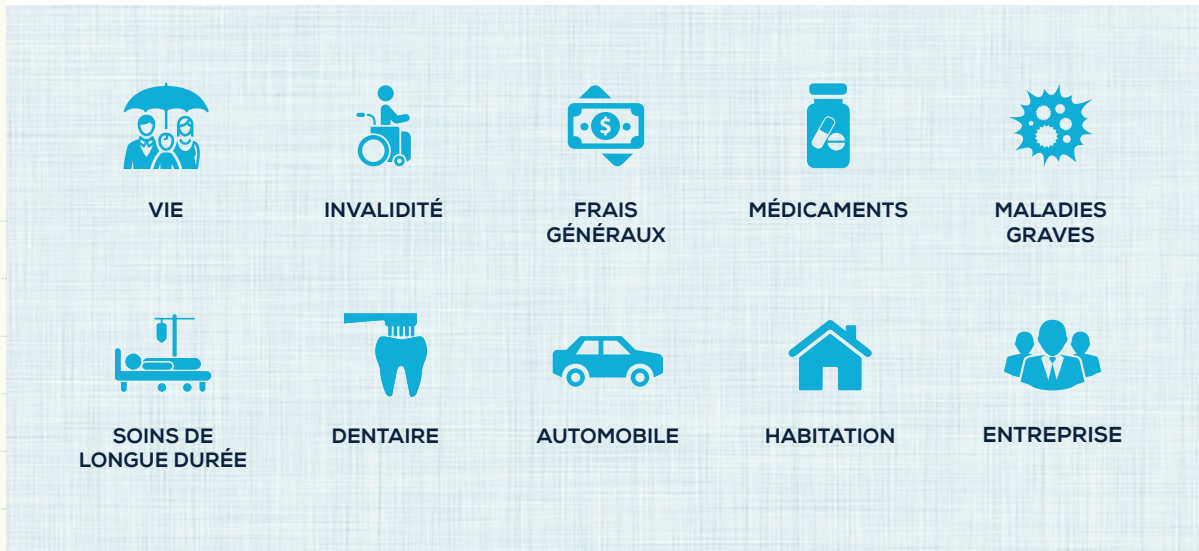 VIE
INVALIDITÉ
FRAIS
GÉNÉRAUX
MÉDICAMENTS
MALADIES
GRAVES
SOINS DE
LONGUE DURÉE
DENTAIRE
AUTOMOBILE
HABITATION
ENTREPRISE